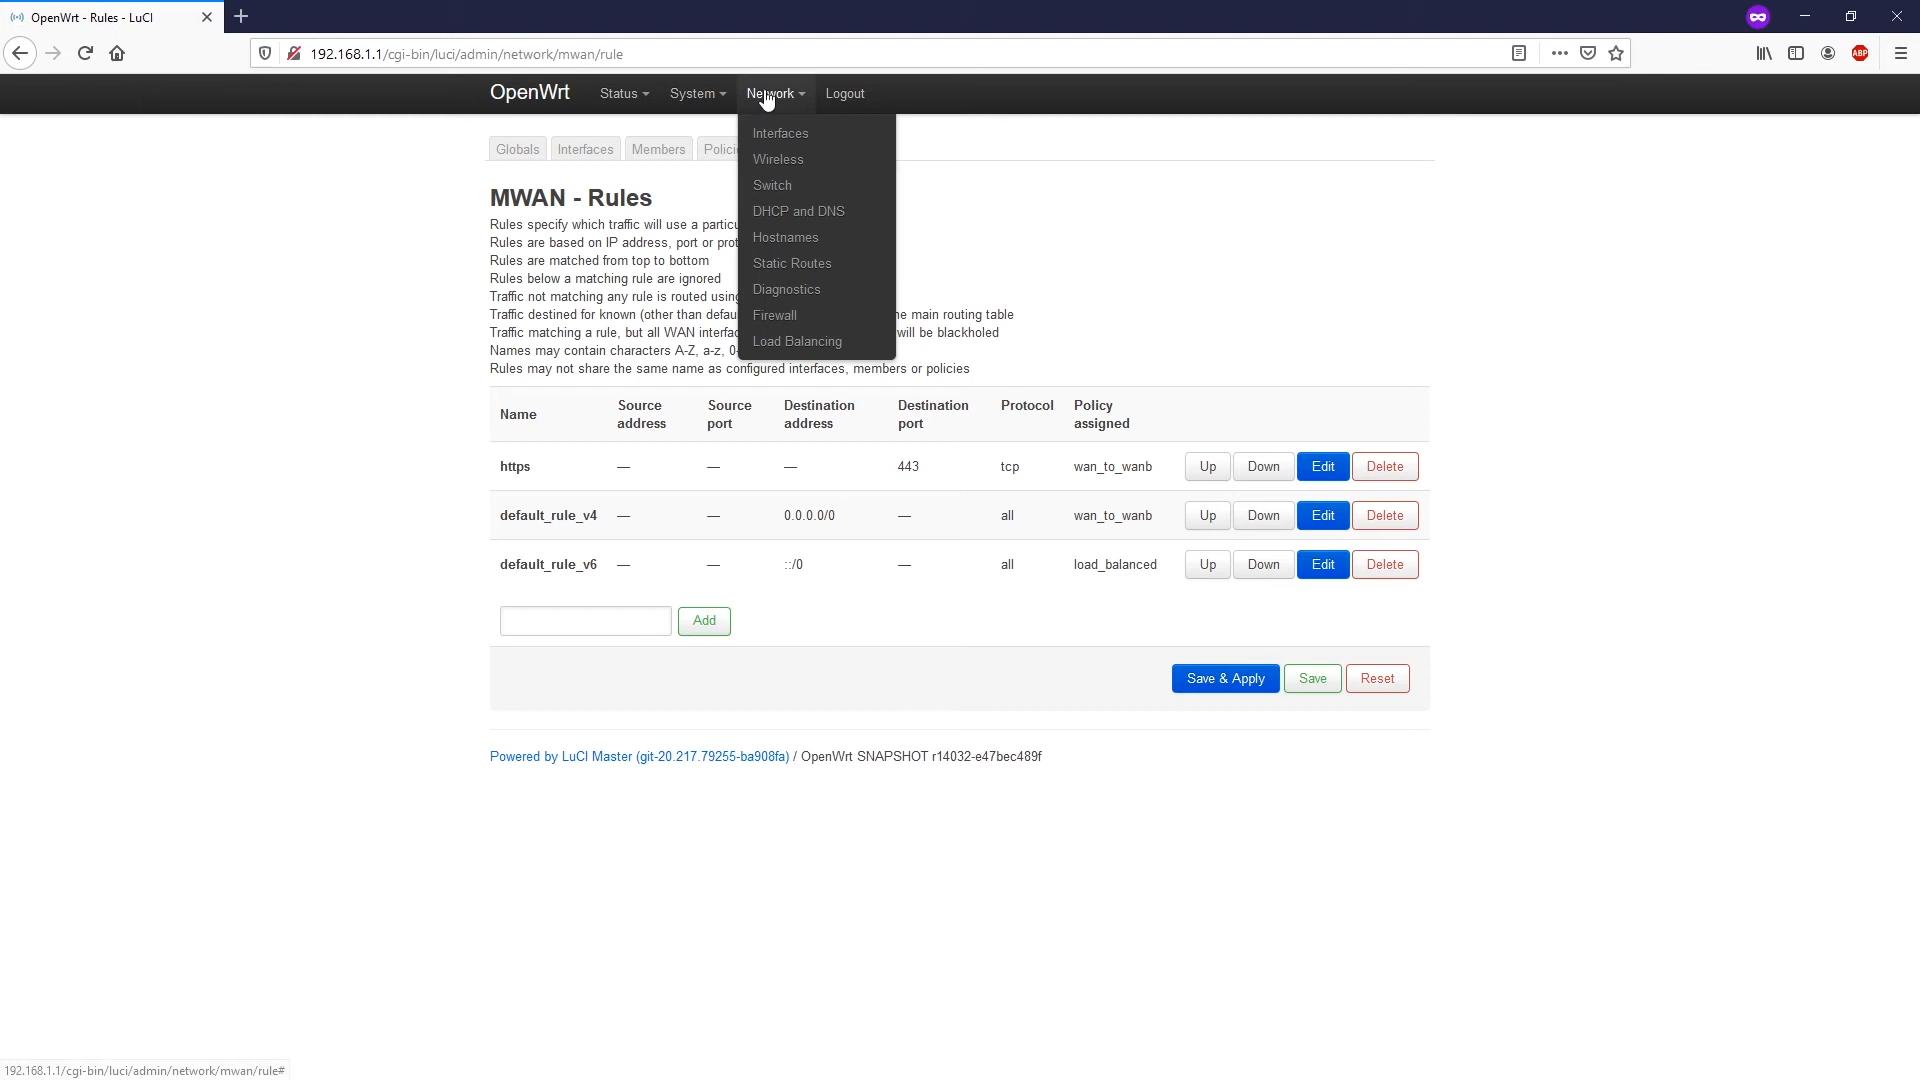 OpenWrt - Rules - LuCI
192.168.1.1/cgi-bin/luci/admin/network/mwan/rule
ABP
OpenWrt Status System Network Logout
Interfaces
Wireless
Switch
DHCP and DNS
Hostnames
Static Routes
Diagnostics
Firewall
Load Balancing
Globals Interfaces Members
MWAN - Rules
Rules specify which traffic will use a
Rules are based on IP address, port or
Rules are matched from top to bottom
Rules below a matching rule are ignored
Traffic not matching any rule is routed using
Traffic destined for known (other than main routing table
Traffic matching a rule, but all WAN will be blackholed
Names may contain characters A-Z, a-z,
Rules may not share the same name as configured interfaces, members or policies
Name Source address Source port Destination address Destination port Protocol Policy assigned
https — — — 443 tcp wan_to_wanb Up Down Edit Delete
default_rule_v4 — — 0.0.0.0/0 — all wan_to_wanb Up Down Edit Delete
default_rule_v6 — — ::/0 — all load_balanced Up Down Edit Delete
Add
Save & Apply Save Reset
Powered by LuCI Master (git-20.217.79255-ba908fa) / OpenWrt SNAPSHOT r14032-e47bec489f
192.168.1.1/cgi-bin/luci/admin/network/mwan/rule#